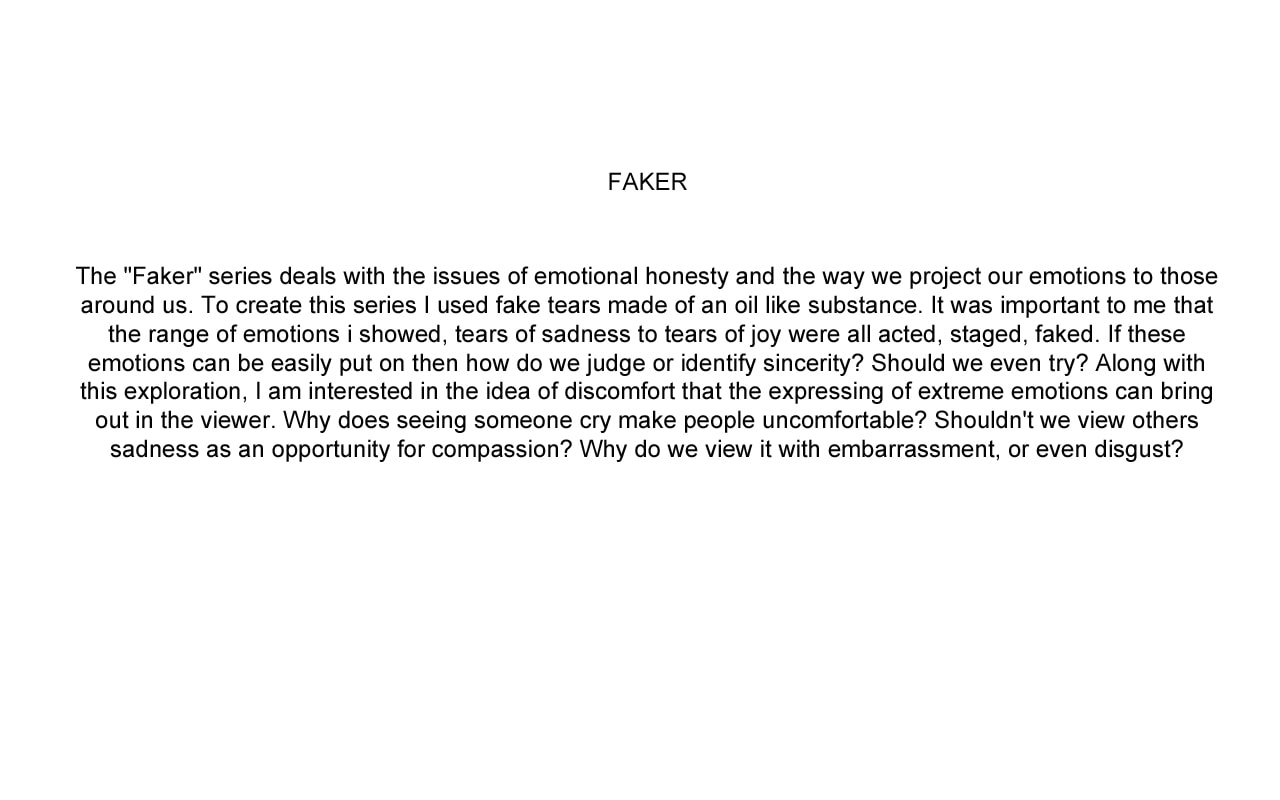 FAKER
The "Faker" series deals with the issues of emotional honesty and the way we project our emotions to those
around us. To create this series I used fake tears made of an oil like substance. It was important to me that
the range of emotions i showed, tears of sadness to tears of joy were all acted, staged, faked. If these
emotions can be easily put on then how do we judge or identify sincerity? Should we even try? Along with
this exploration, I am interested in the idea of discomfort that the expressing of extreme emotions can bring
out in the viewer. Why does seeing someone cry make people uncomfortable? Shouldn't we view others
sadness as an opportunity for compassion? Why do we view it with embarrassment, or even disgust?